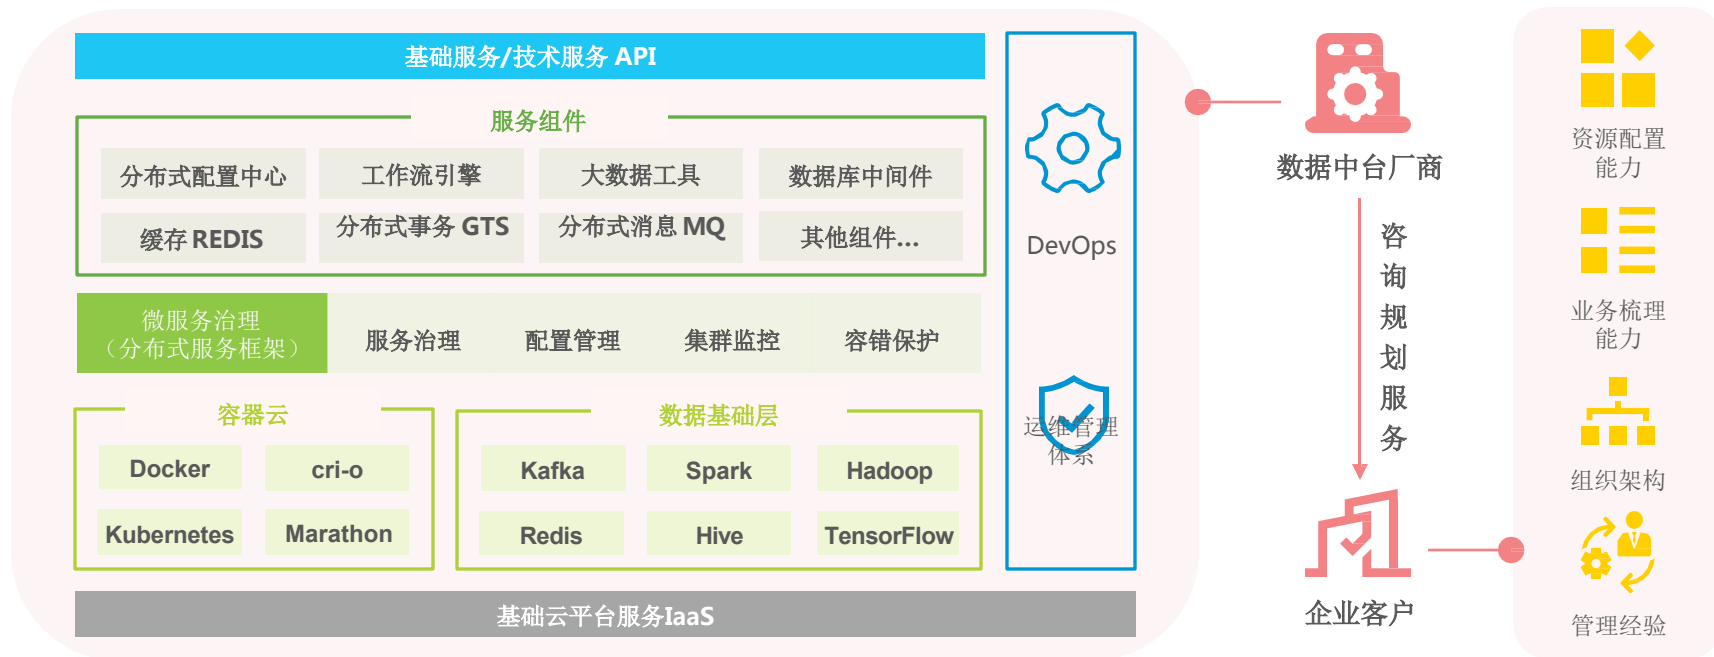 基础服务/技术服务 API
服务组件
分布式配置中心
工作流引擎
大数据工具
数据库中间件
缓存 REDIS
分布式事务 GTS
分布式消息 MQ
其他组件...
微服务治理
（分布式服务框架）
服务治理
配置管理
集群监控
容错保护
容器云
Docker
cri-o
Kubernetes
Marathon
数据基础层
Kafka
Spark
Hadoop
Redis
Hive
TensorFlow
DevOps
运维管理
体系
基础云平台服务IaaS
数据中台厂商
咨
询
规
划
服
务
企业客户
资源配置
能力
业务梳理
能力
组织架构
管理经验